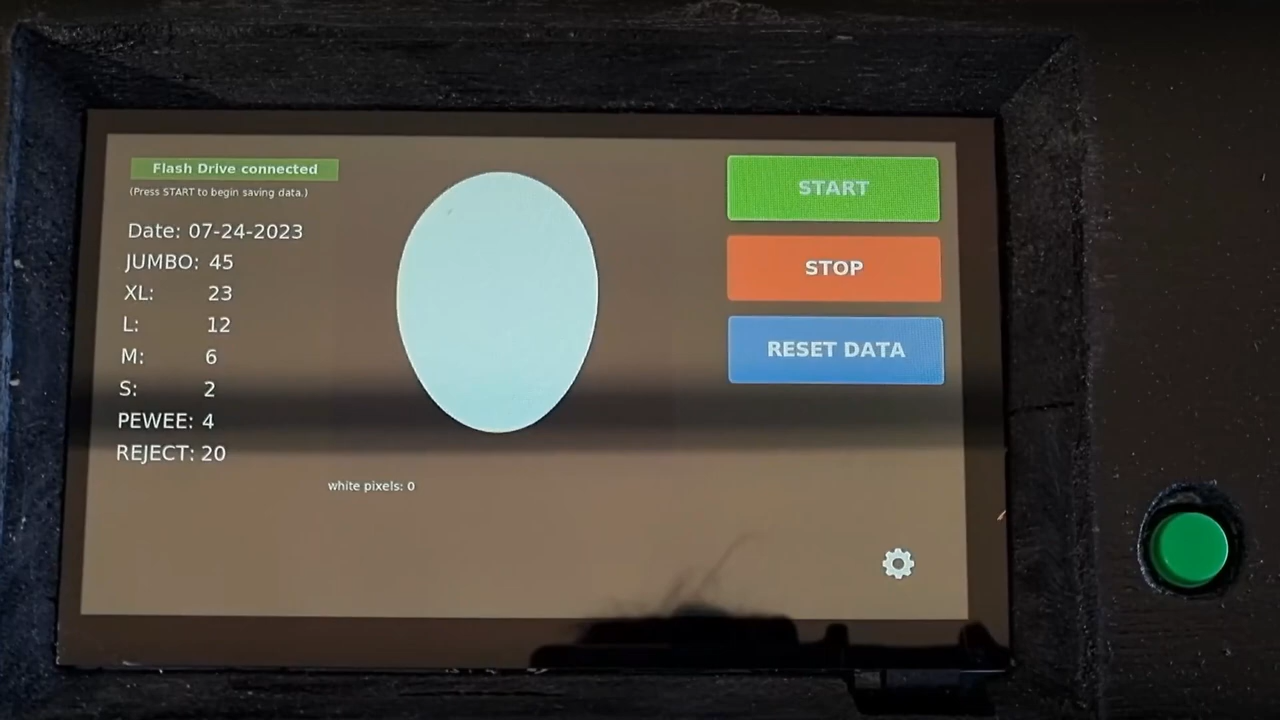 Flash Drive connected
(Press START to begin saving data.)
Date: 07-24-2023
JUMBO: 45
XL: 23
L: 12
M: 6
S: 2
PEWEE: 4
REJECT: 20
white pixels: 0
START
STOP
RESET DATA